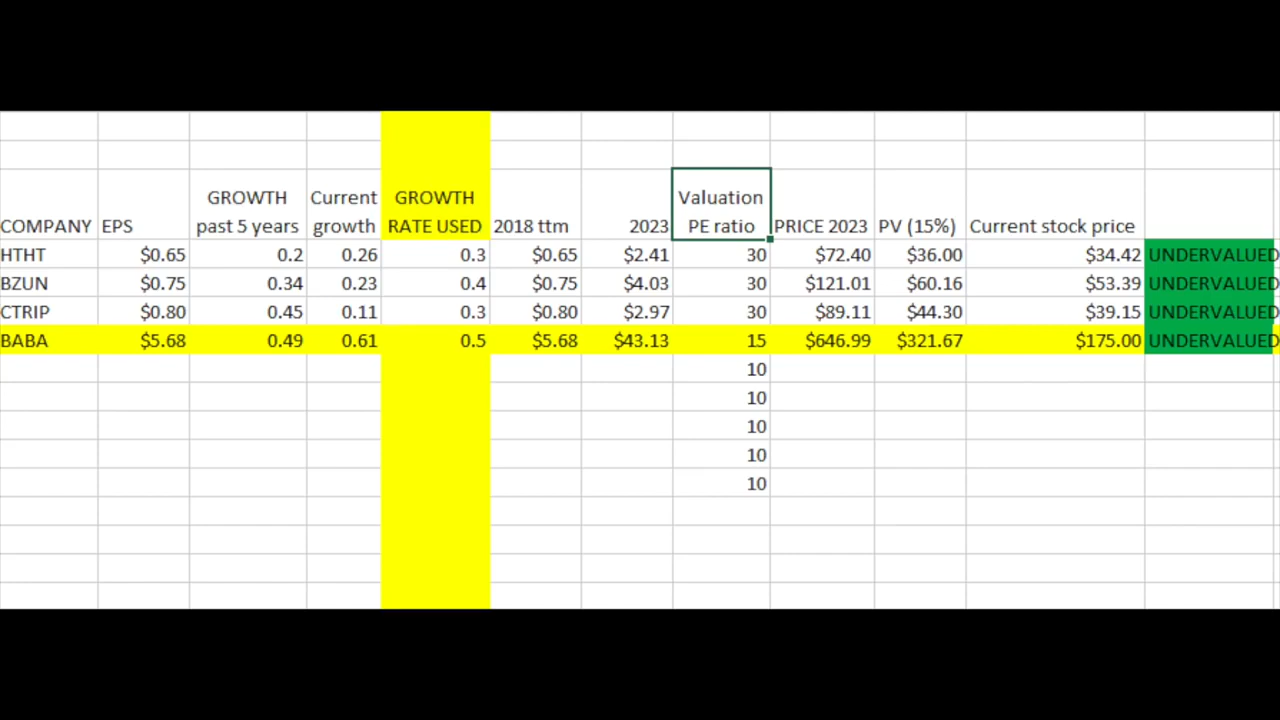 GROWTH Current GROWTH Valuation
COMPANY EPS past 5 years growth RATE USED 2018 ttm 2023 PE ratio PRICE 2023 PV (15%) Current stock price
HTHT $0.65 0.2 0.26 0.3 $0.65 $2.41 30 $72.40 $36.00 $34.42 UNDERVALUED
BZUN $0.75 0.34 0.23 0.4 $0.75 $4.03 30 $121.01 $60.16 $53.39 UNDERVALUED
CTRIP $0.80 0.45 0.11 0.3 $0.80 $2.97 30 $89.11 $44.30 $39.15 UNDERVALUED
BABA $5.68 0.49 0.61 0.5 $5.68 $43.13 15 $646.99 $321.67 $175.00 UNDERVALUED
10
10
10
10
10